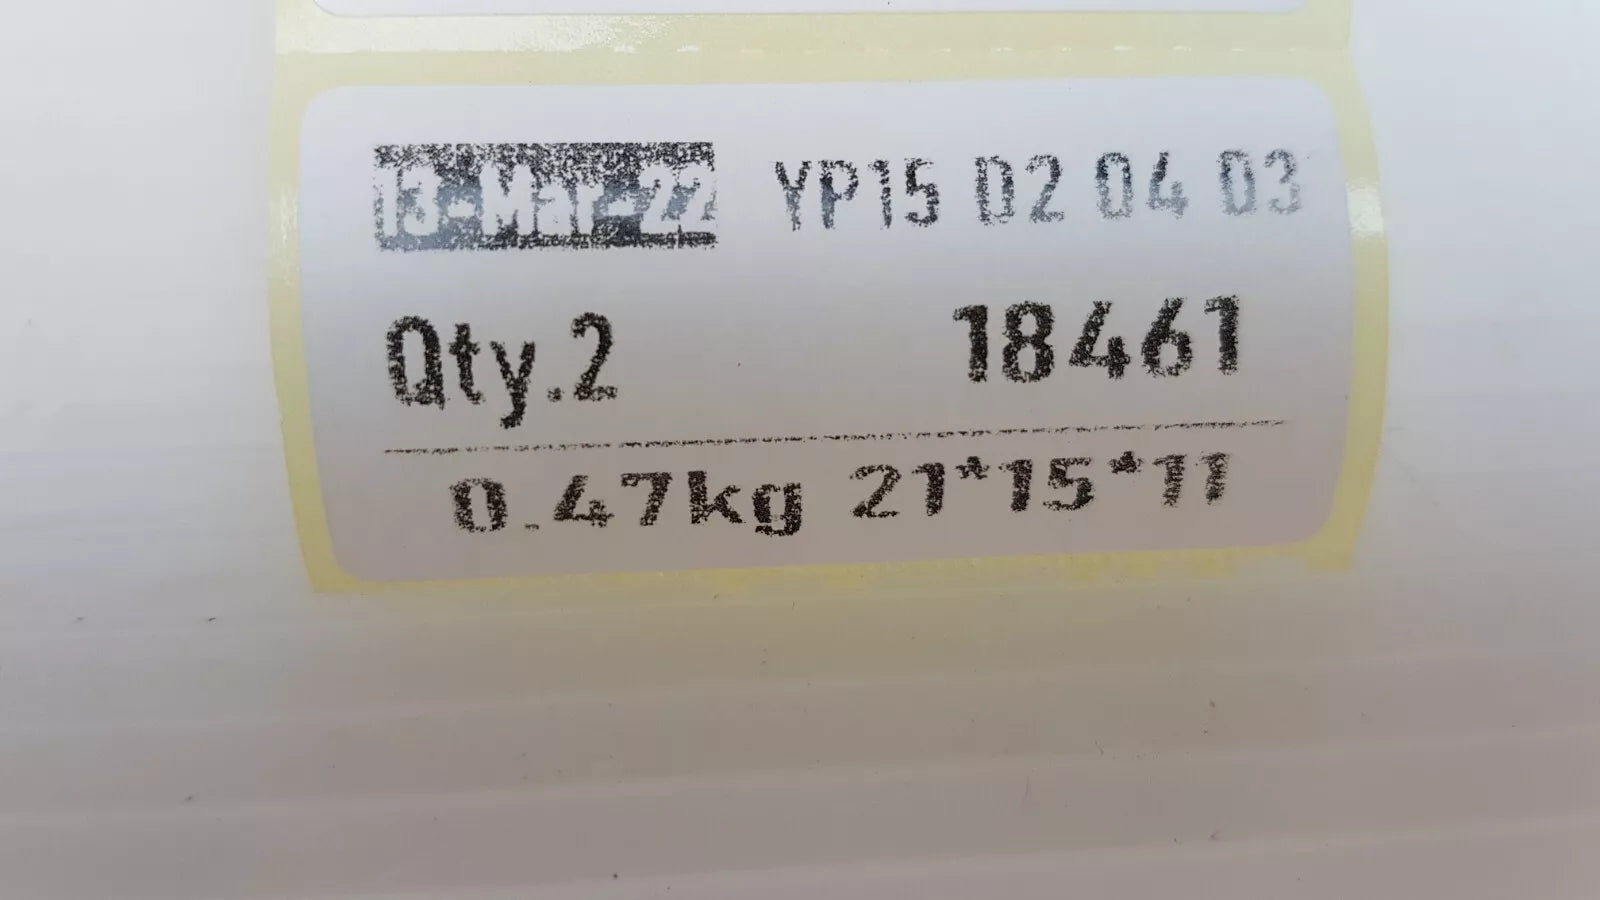 13-Mar-22 YP15 D2 04 03
Qty.2 18461
0.47kg 21*15*11